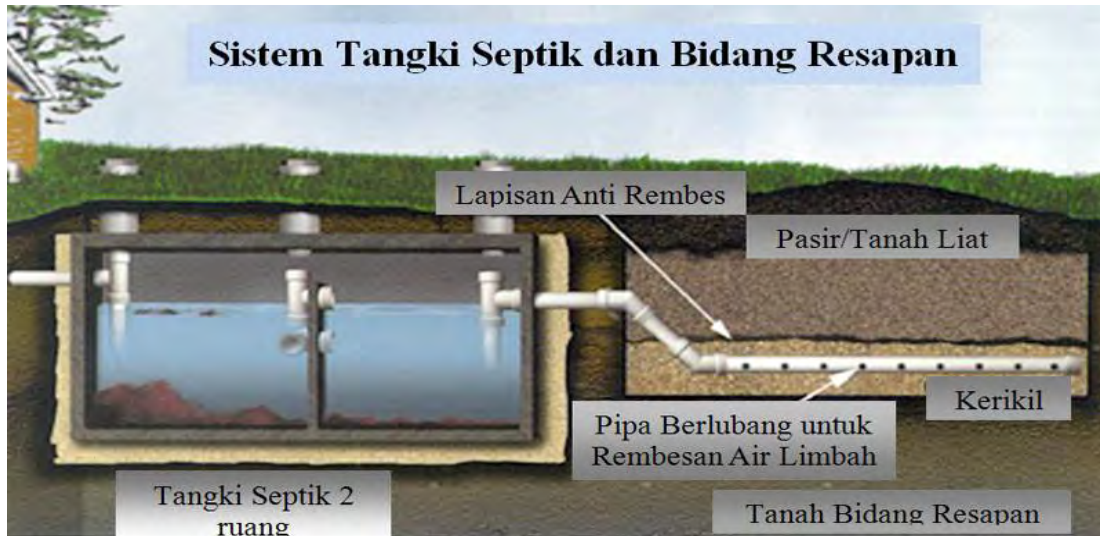 Sistem Tangki Septik dan Bidang Resapan
Lapisan Anti Rembes
Pasir/Tanah Liat
Kerikil
Pipa Berlubang untuk
Rembesan Air Limbah
Tangki Septik 2
ruang
Tanah Bidang Resapan